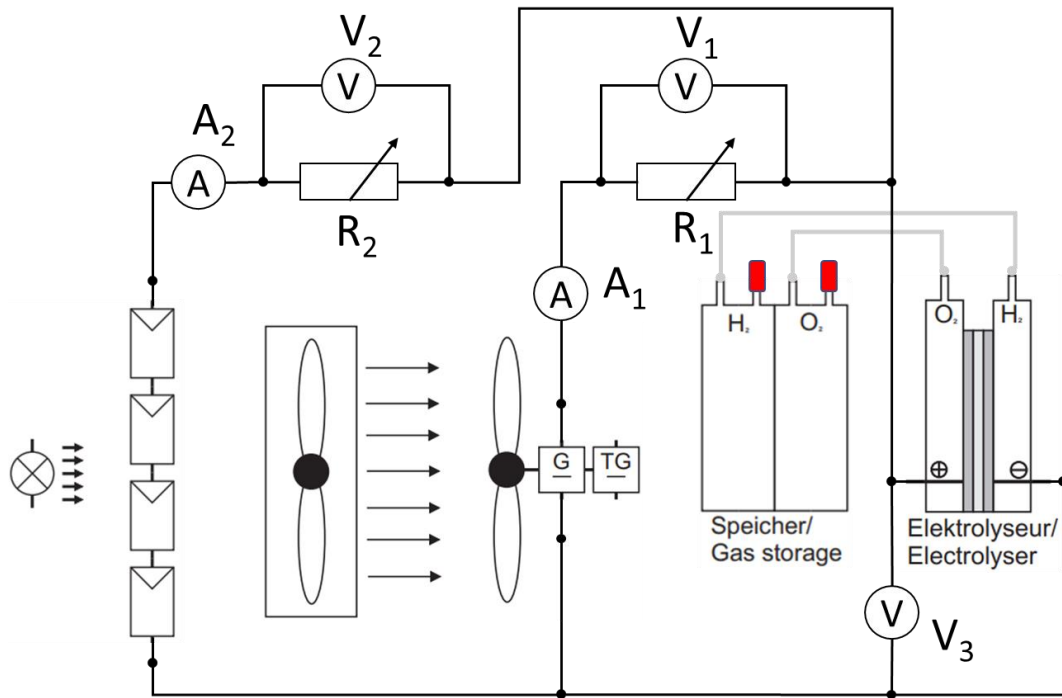 V₂
V₁
V
V
A₂
A
R₂
R₁
A
A₁
H₂
O₂
O₂
H₂
G
TG
⊕
⊖
Speicher/
Gas storage
Elektrolyseur/
Electrolyser
V
V₃